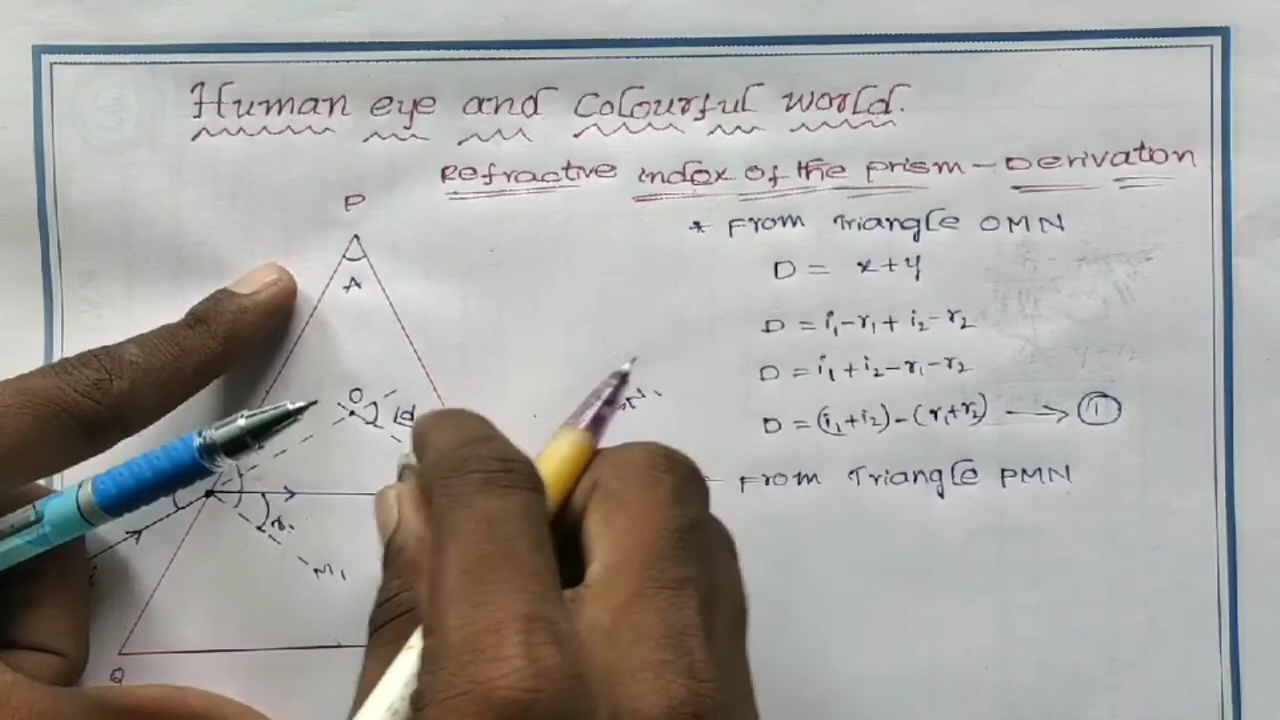 Human eye and Colourful world.
Refractive index of the prism - Derivaton
P
* From Triangle OMN
A
D = x+y
D = i₁-r₁+i₂-r₂
D = i₁+i₂-r₁-r₂
O
D = (i₁+i₂)-(r₁+r₂) → ①
From Triangle PMN
Q